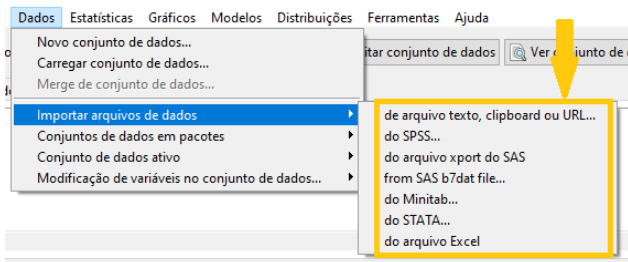 Dados Estatísticas Gráficos Modelos Distribuições Ferramentas Ajuda
Novo conjunto de dados...
Carregar conjunto de dados...
Merge de conjunto de dados...
Importar arquivos de dados
Conjuntos de dados em pacotes
Conjunto de dados ativo
Modificação de variáveis no conjunto de dados...
conjunto de dados
Ver conjunto de
de arquivo texto, clipboard ou URL...
do SPSS...
do arquivo xport do SAS
from SAS b7dat file...
do Minitab...
do STATA...
do arquivo Excel